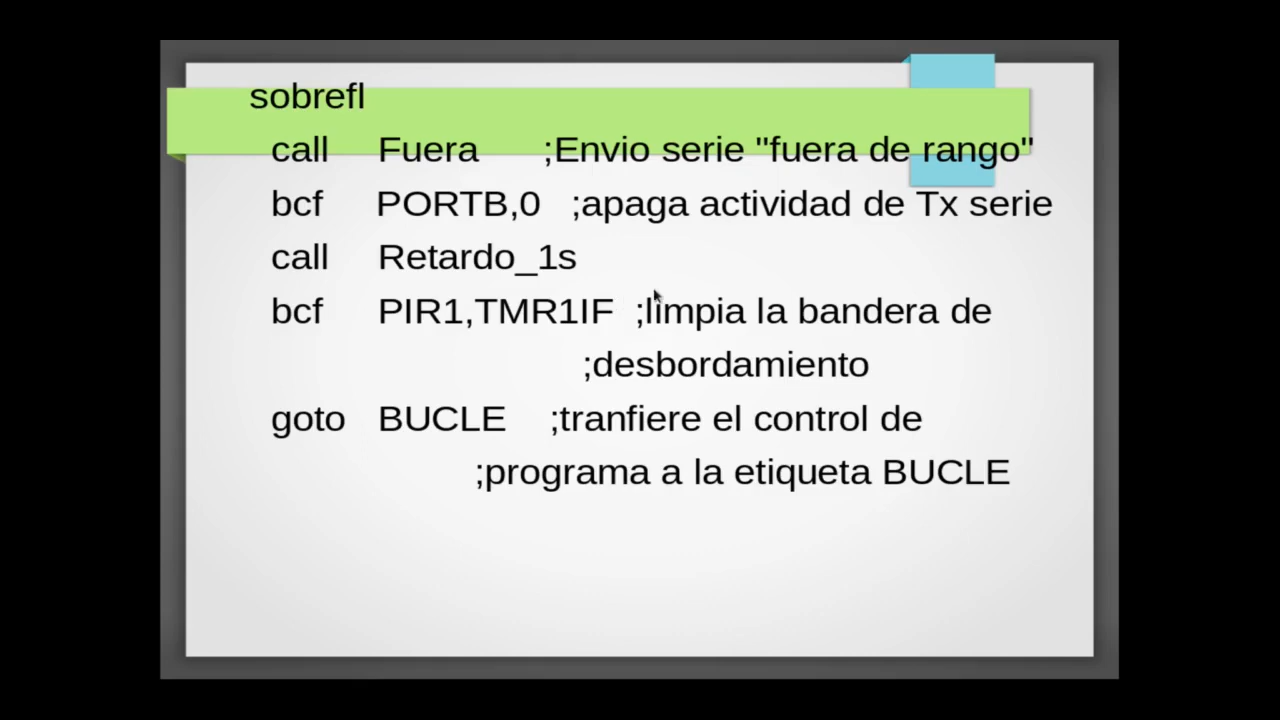 sobrefl
call Fuera ;Envio serie "fuera de rango"
bcf PORTB,0 ;apaga actividad de Tx serie
call Retardo_1s
bcf PIR1,TMR1IF ;limpia la bandera de
;desbordamiento
goto BUCLE ;tranfiere el control de
;programa a la etiqueta BUCLE